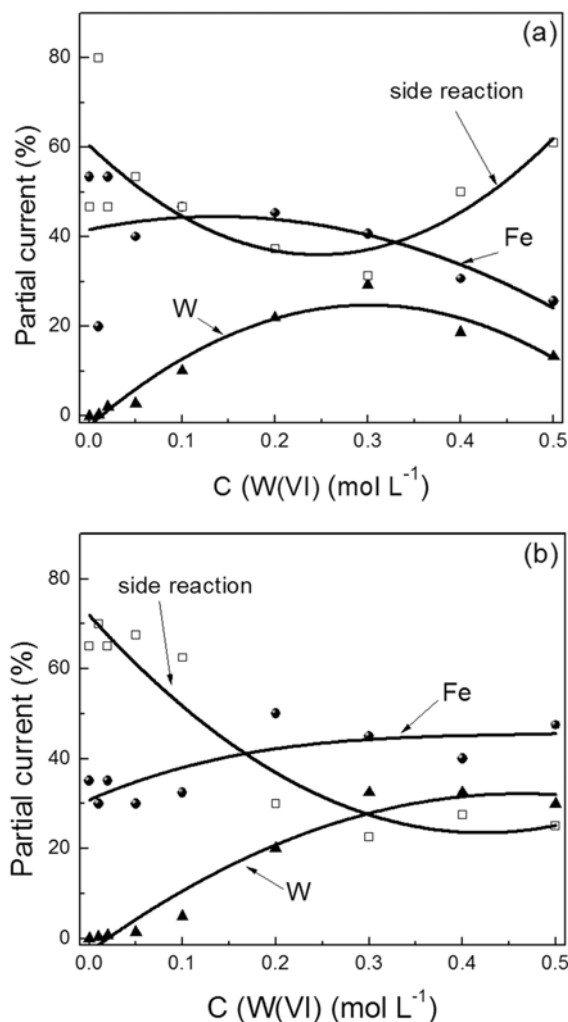 (a)
80
60
40
20
0
Partial current (%)
side reaction
Fe
W
0.0 0.1 0.2 0.3 0.4 0.5
C (W(VI) (mol L⁻¹)
(b)
80
60
40
20
0
Partial current (%)
side reaction
Fe
W
0.0 0.1 0.2 0.3 0.4 0.5
C (W(VI) (mol L⁻¹)